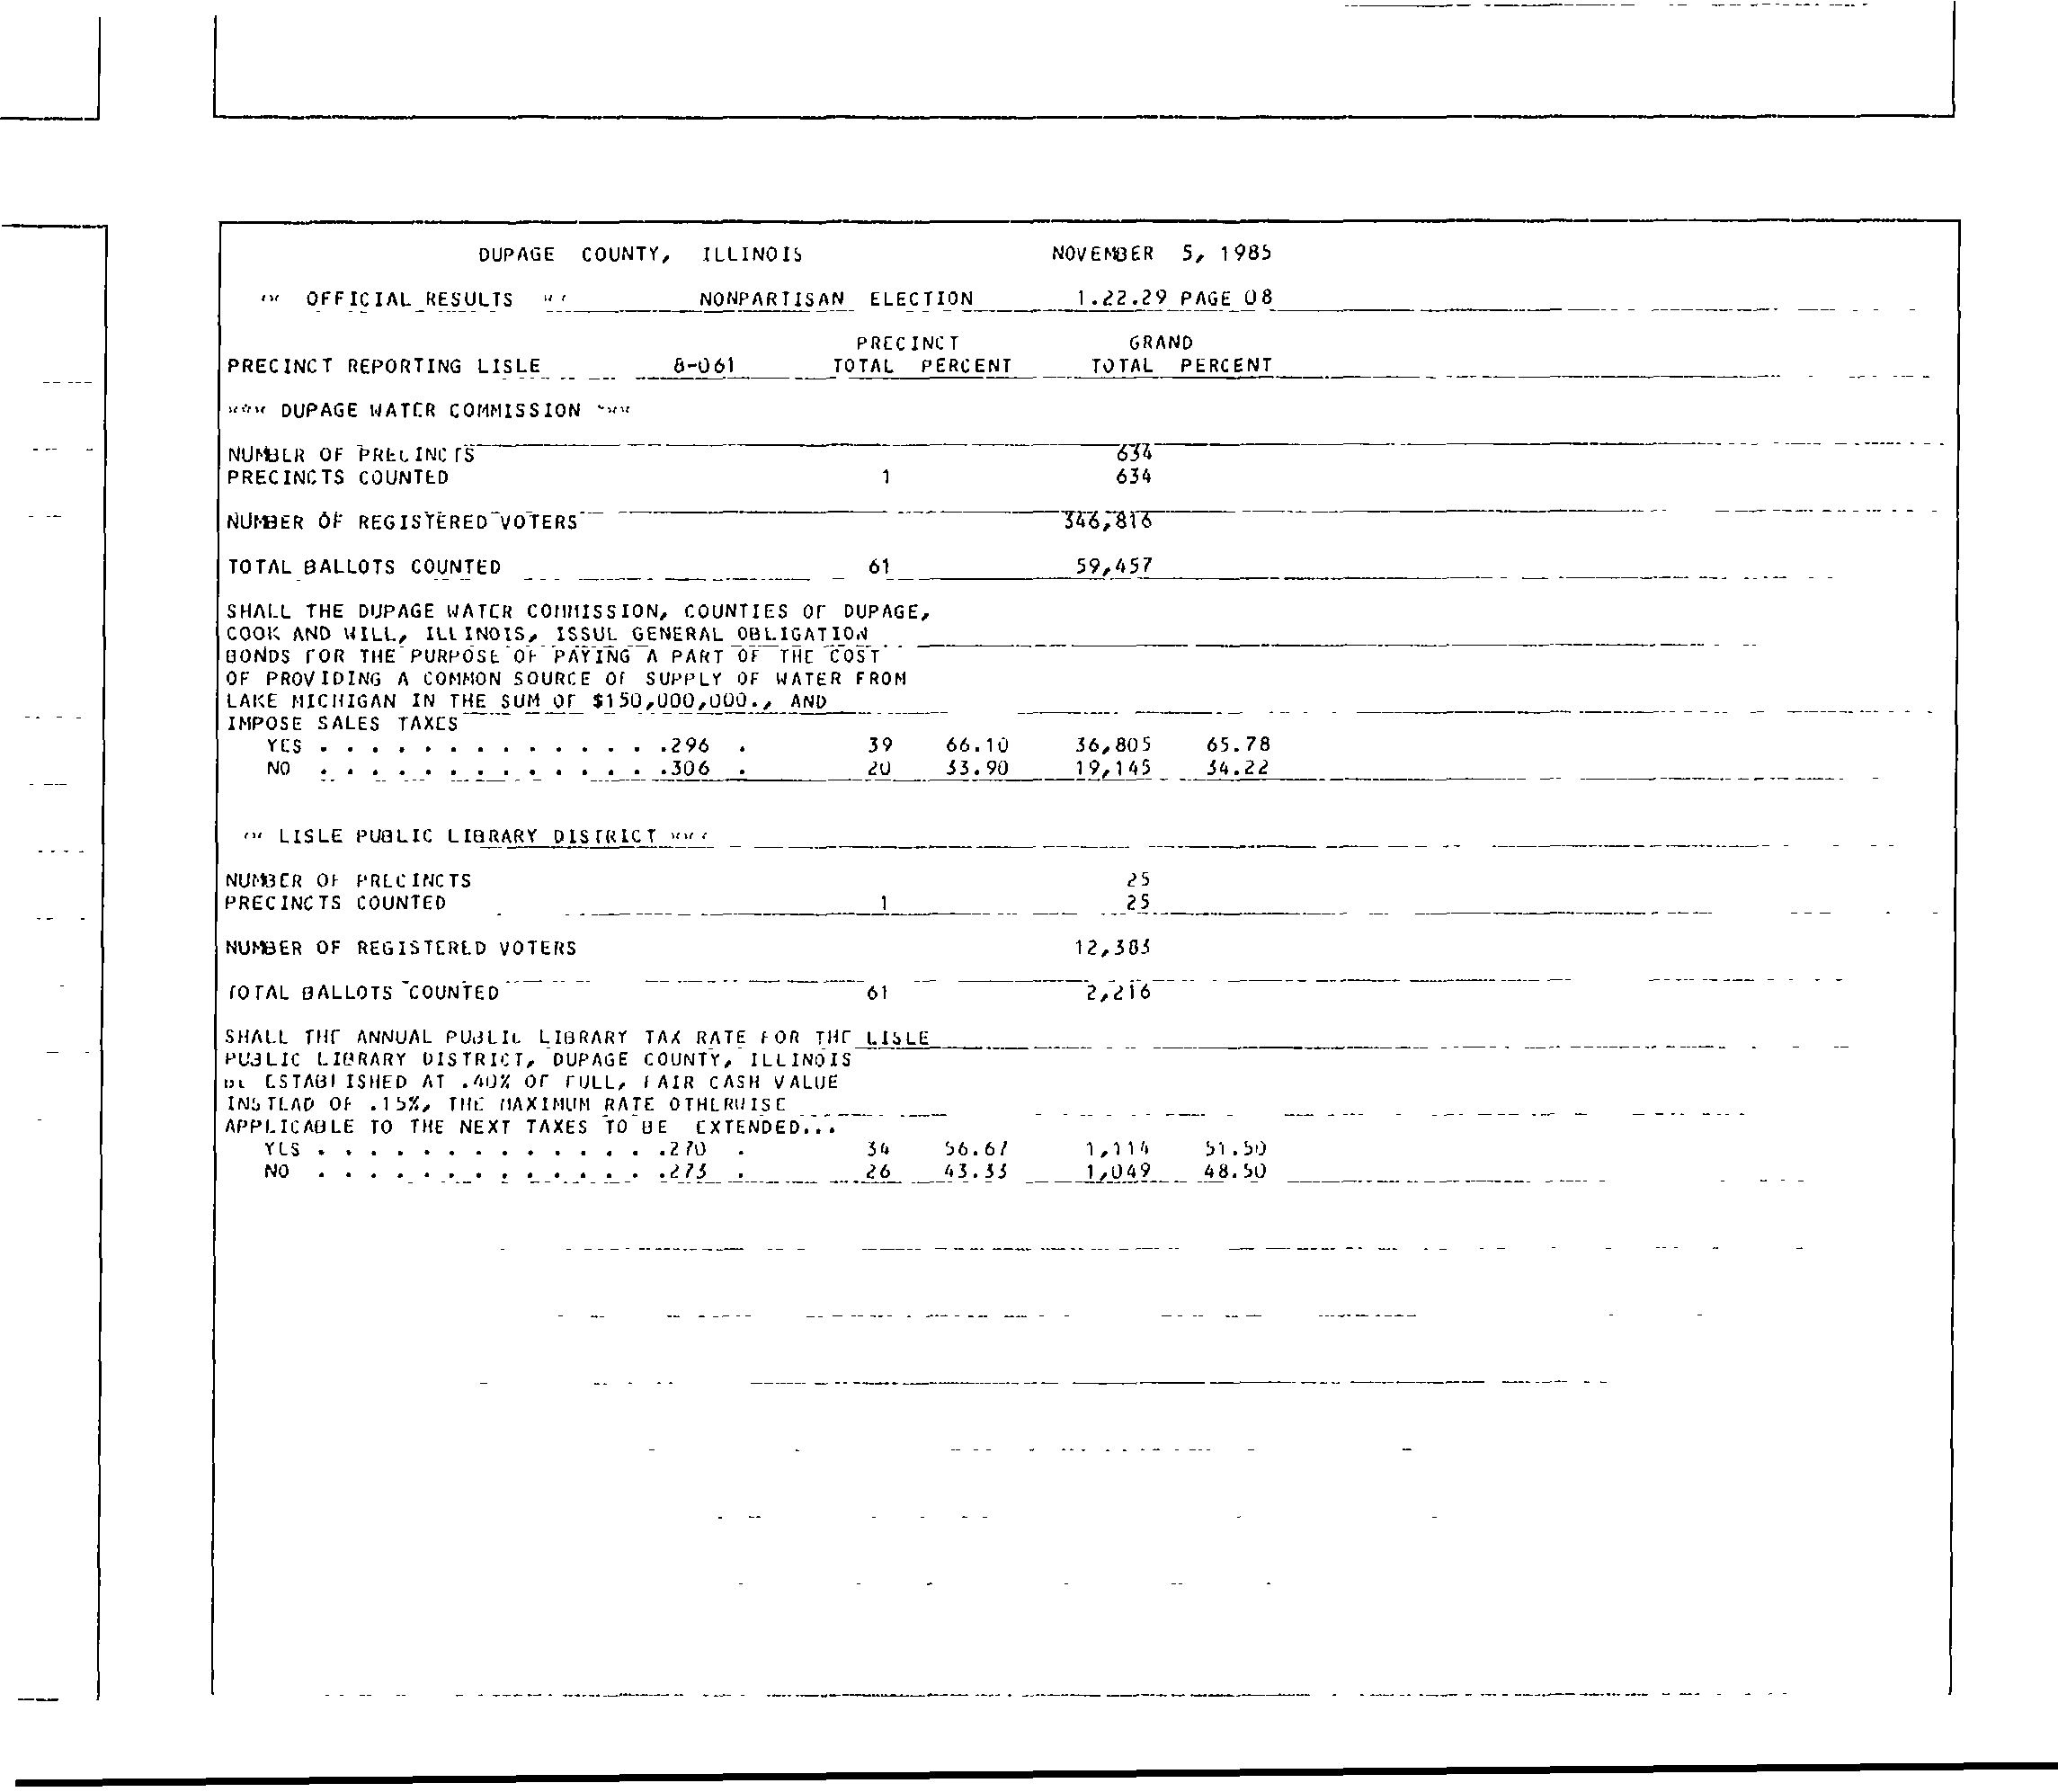 DUPAGE COUNTY, ILLINOIS NOVEMBER 5, 1985
OFFICIAL RESULTS NONPARTISAN ELECTION 1.22.29 PAGE 08
PRECINCT GRAND
PRECINCT REPORTING LISLE 8-061 TOTAL PERCENT TOTAL PERCENT
*** DUPAGE WATER COMMISSION ***
NUMBER OF PRECINCTS 634
PRECINCTS COUNTED 1 634
NUMBER OF REGISTERED VOTERS 346,816
TOTAL BALLOTS COUNTED 61 59,457
SHALL THE DUPAGE WATER COMMISSION, COUNTIES OF DUPAGE,
COOK AND WILL, ILLINOIS, ISSUE GENERAL OBLIGATION
BONDS FOR THE PURPOSE OF PAYING A PART OF THE COST
OF PROVIDING A COMMON SOURCE OF SUPPLY OF WATER FROM
LAKE MICHIGAN IN THE SUM OF $150,000,000., AND
IMPOSE SALES TAXES
YES . . . . . . . . . . . . . .296 . 39 66.10 36,805 65.78
NO . . . . . . . . . . . . . .306 . 20 33.90 19,145 34.22
LISLE PUBLIC LIBRARY DISTRICT ***
NUMBER OF PRECINCTS 25
PRECINCTS COUNTED 1 25
NUMBER OF REGISTERED VOTERS 12,383
TOTAL BALLOTS COUNTED 61 2,216
SHALL THE ANNUAL PUBLIC LIBRARY TAX RATE FOR THE LISLE
PUBLIC LIBRARY DISTRICT, DUPAGE COUNTY, ILLINOIS
BE ESTABLISHED AT .40% OF FULL, FAIR CASH VALUE
INSTEAD OF .15%, THE MAXIMUM RATE OTHERWISE
APPLICABLE TO THE NEXT TAXES TO BE EXTENDED...
YES . . . . . . . . . . . . . .270 . 34 56.67 1,114 51.50
NO . . . . . . . . . . . . . .273 . 26 43.33 1,049 48.50